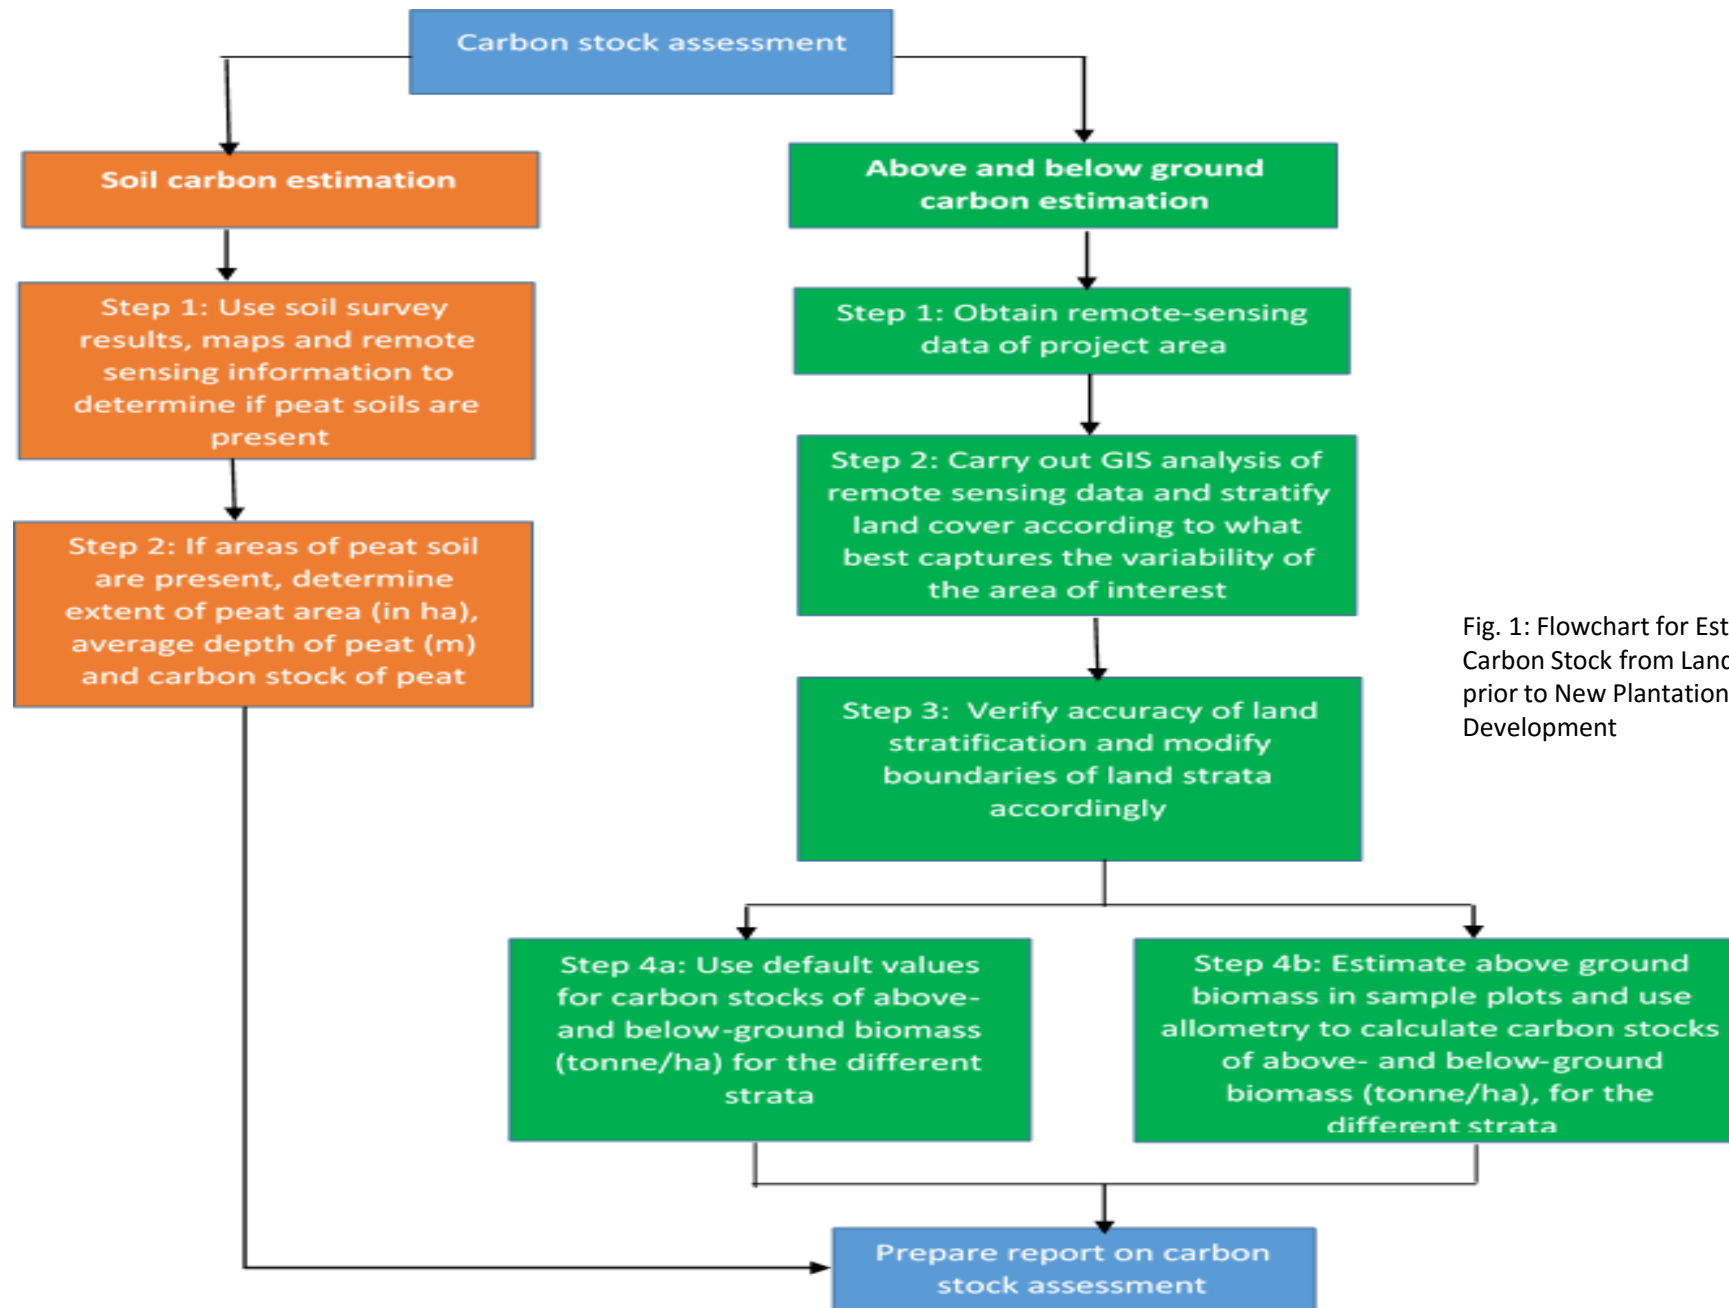 Carbon stock assessment
Soil carbon estimation
Step 1: Use soil survey
results, maps and remote
sensing information to
determine if peat soils are
present
Step 2: If areas of peat soil
are present, determine
extent of peat area (in ha),
average depth of peat (m)
and carbon stock of peat
Above and below ground
carbon estimation
Step 1: Obtain remote-sensing
data of project area
Step 2: Carry out GIS analysis of
remote sensing data and stratify
land cover according to what
best captures the variability of
the area of interest
Step 3: Verify accuracy of land
stratification and modify
boundaries of land strata
accordingly
Step 4a: Use default values
for carbon stocks of above-
and below-ground biomass
(tonne/ha) for the different
strata
Step 4b: Estimate above ground
biomass in sample plots and use
allometry to calculate carbon stocks
of above- and below-ground
biomass (tonne/ha), for the
different strata
Prepare report on carbon
stock assessment
Fig. 1: Flowchart for
Carbon Stock from
prior to New Plantation
Development